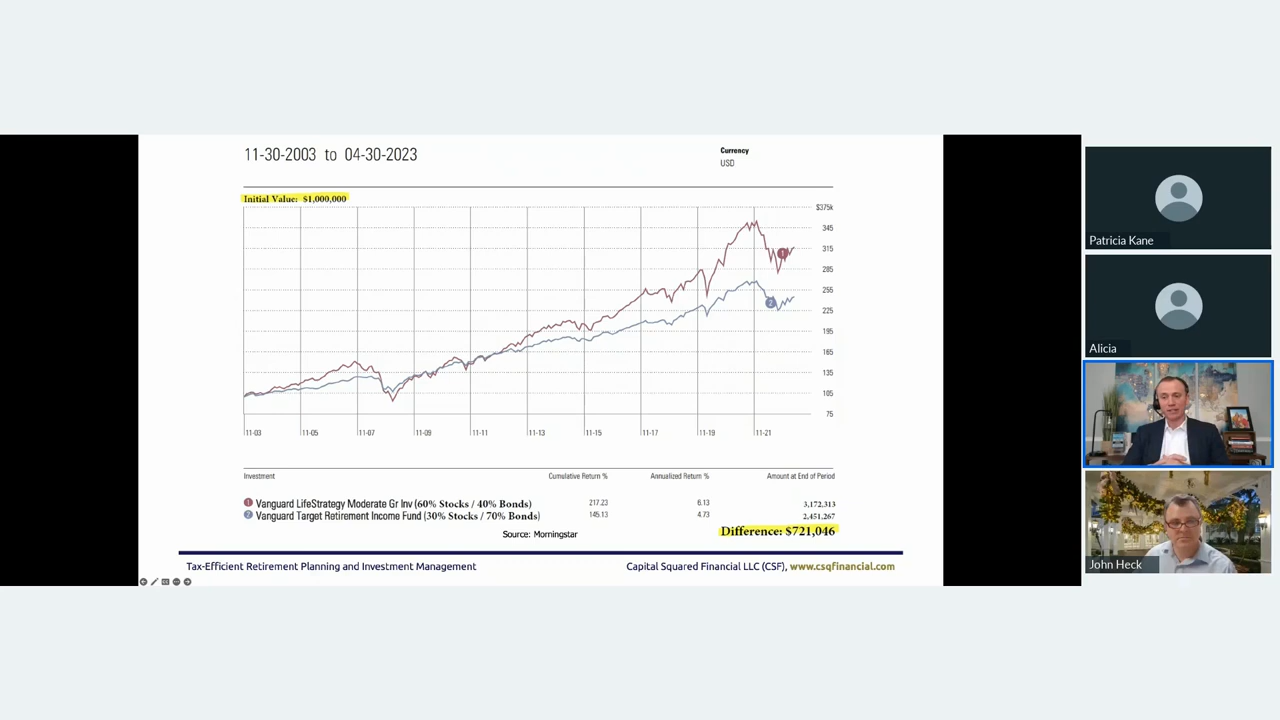 11-30-2003 to 04-30-2023
Currency
USD
Initial Value: $1,000,000
$375k
345
315
285
255
225
195
165
135
105
75
11-03 11-05 11-07 11-09 11-11 11-13 11-15 11-17 11-19 11-21
Investment Cumulative Return % Annualized Return % Amount at End of Period
1 Vanguard LifeStrategy Moderate Gr Inv (60% Stocks / 40% Bonds) 217.23 6.13 3,172,313
2 Vanguard Target Retirement Income Fund (30% Stocks / 70% Bonds) 145.13 4.73 2,451,267
Source: Morningstar
Difference: $721,046
Tax-Efficient Retirement Planning and Investment Management
Capital Squared Financial LLC (CSF), www.csqfinancial.com
Patricia Kane
Alicia
John Heck